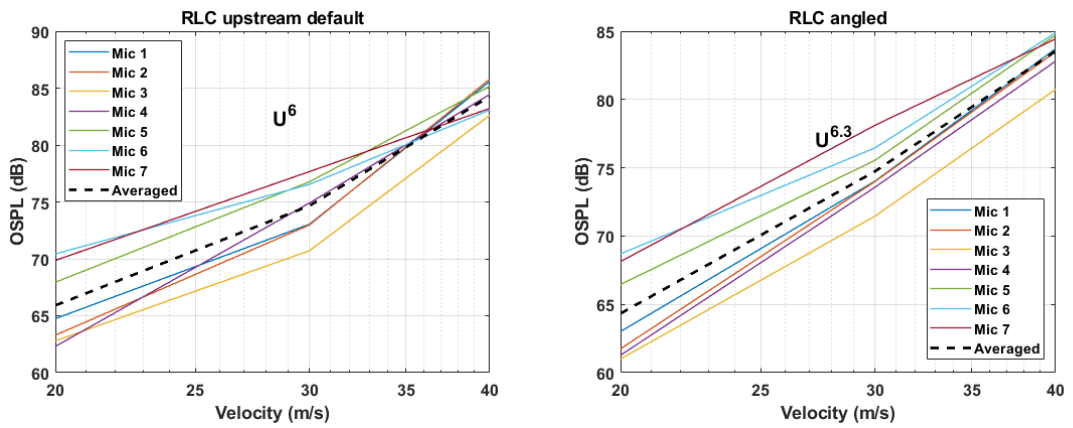 RLC upstream default
90
85
80
75
70
65
60
OSPL (dB)
Mic 1
Mic 2
Mic 3
Mic 4
Mic 5
Mic 6
Mic 7
Averaged
U^6
20
25
30
35
40
Velocity (m/s)
RLC angled
85
80
75
70
65
60
OSPL (dB)
U^6.3
Mic 1
Mic 2
Mic 3
Mic 4
Mic 5
Mic 6
Mic 7
Averaged
20
25
30
35
40
Velocity (m/s)